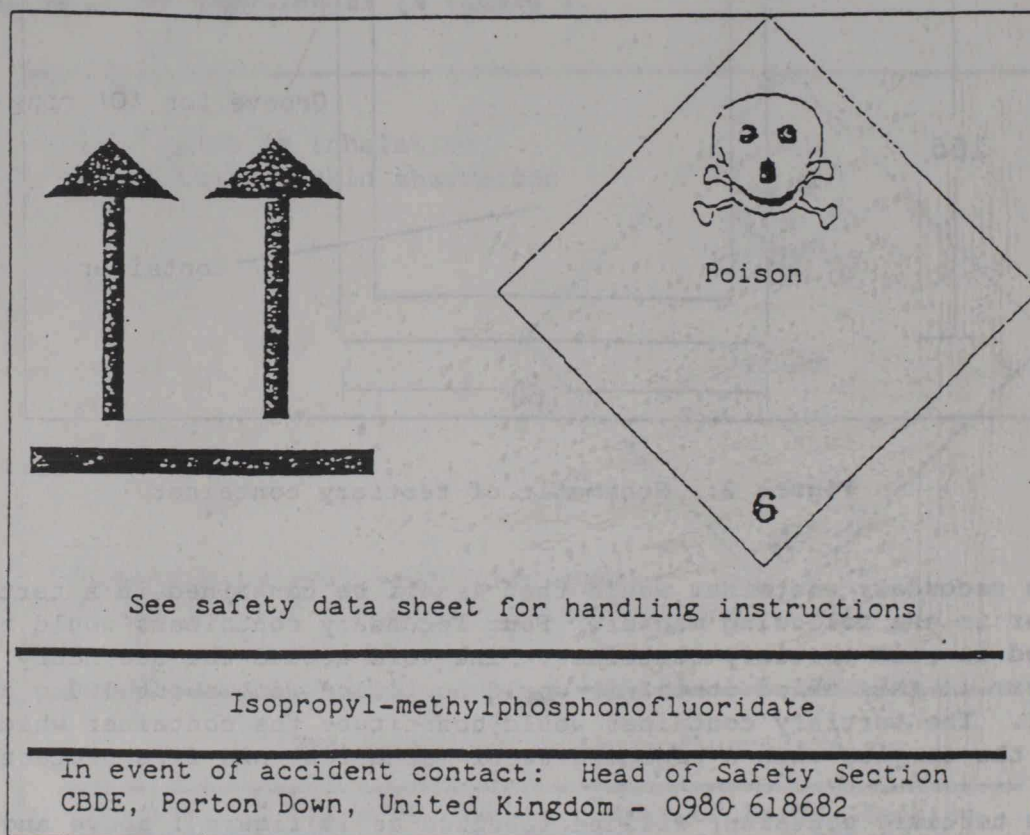 Poison
6
See safety data sheet for handling instructions
Isopropyl-methylphosphonofluoridate
In event of accident contact: Head of Safety Section
CBDE, Porton Down, United Kingdom - 0980 618682